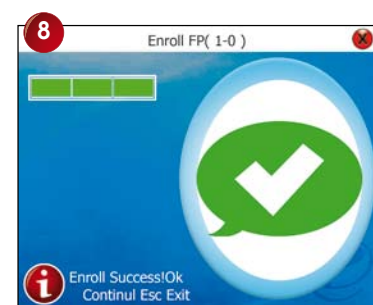 8
Enroll FP( 1-0 )
Enroll Success!Ok
Continul Esc Exit